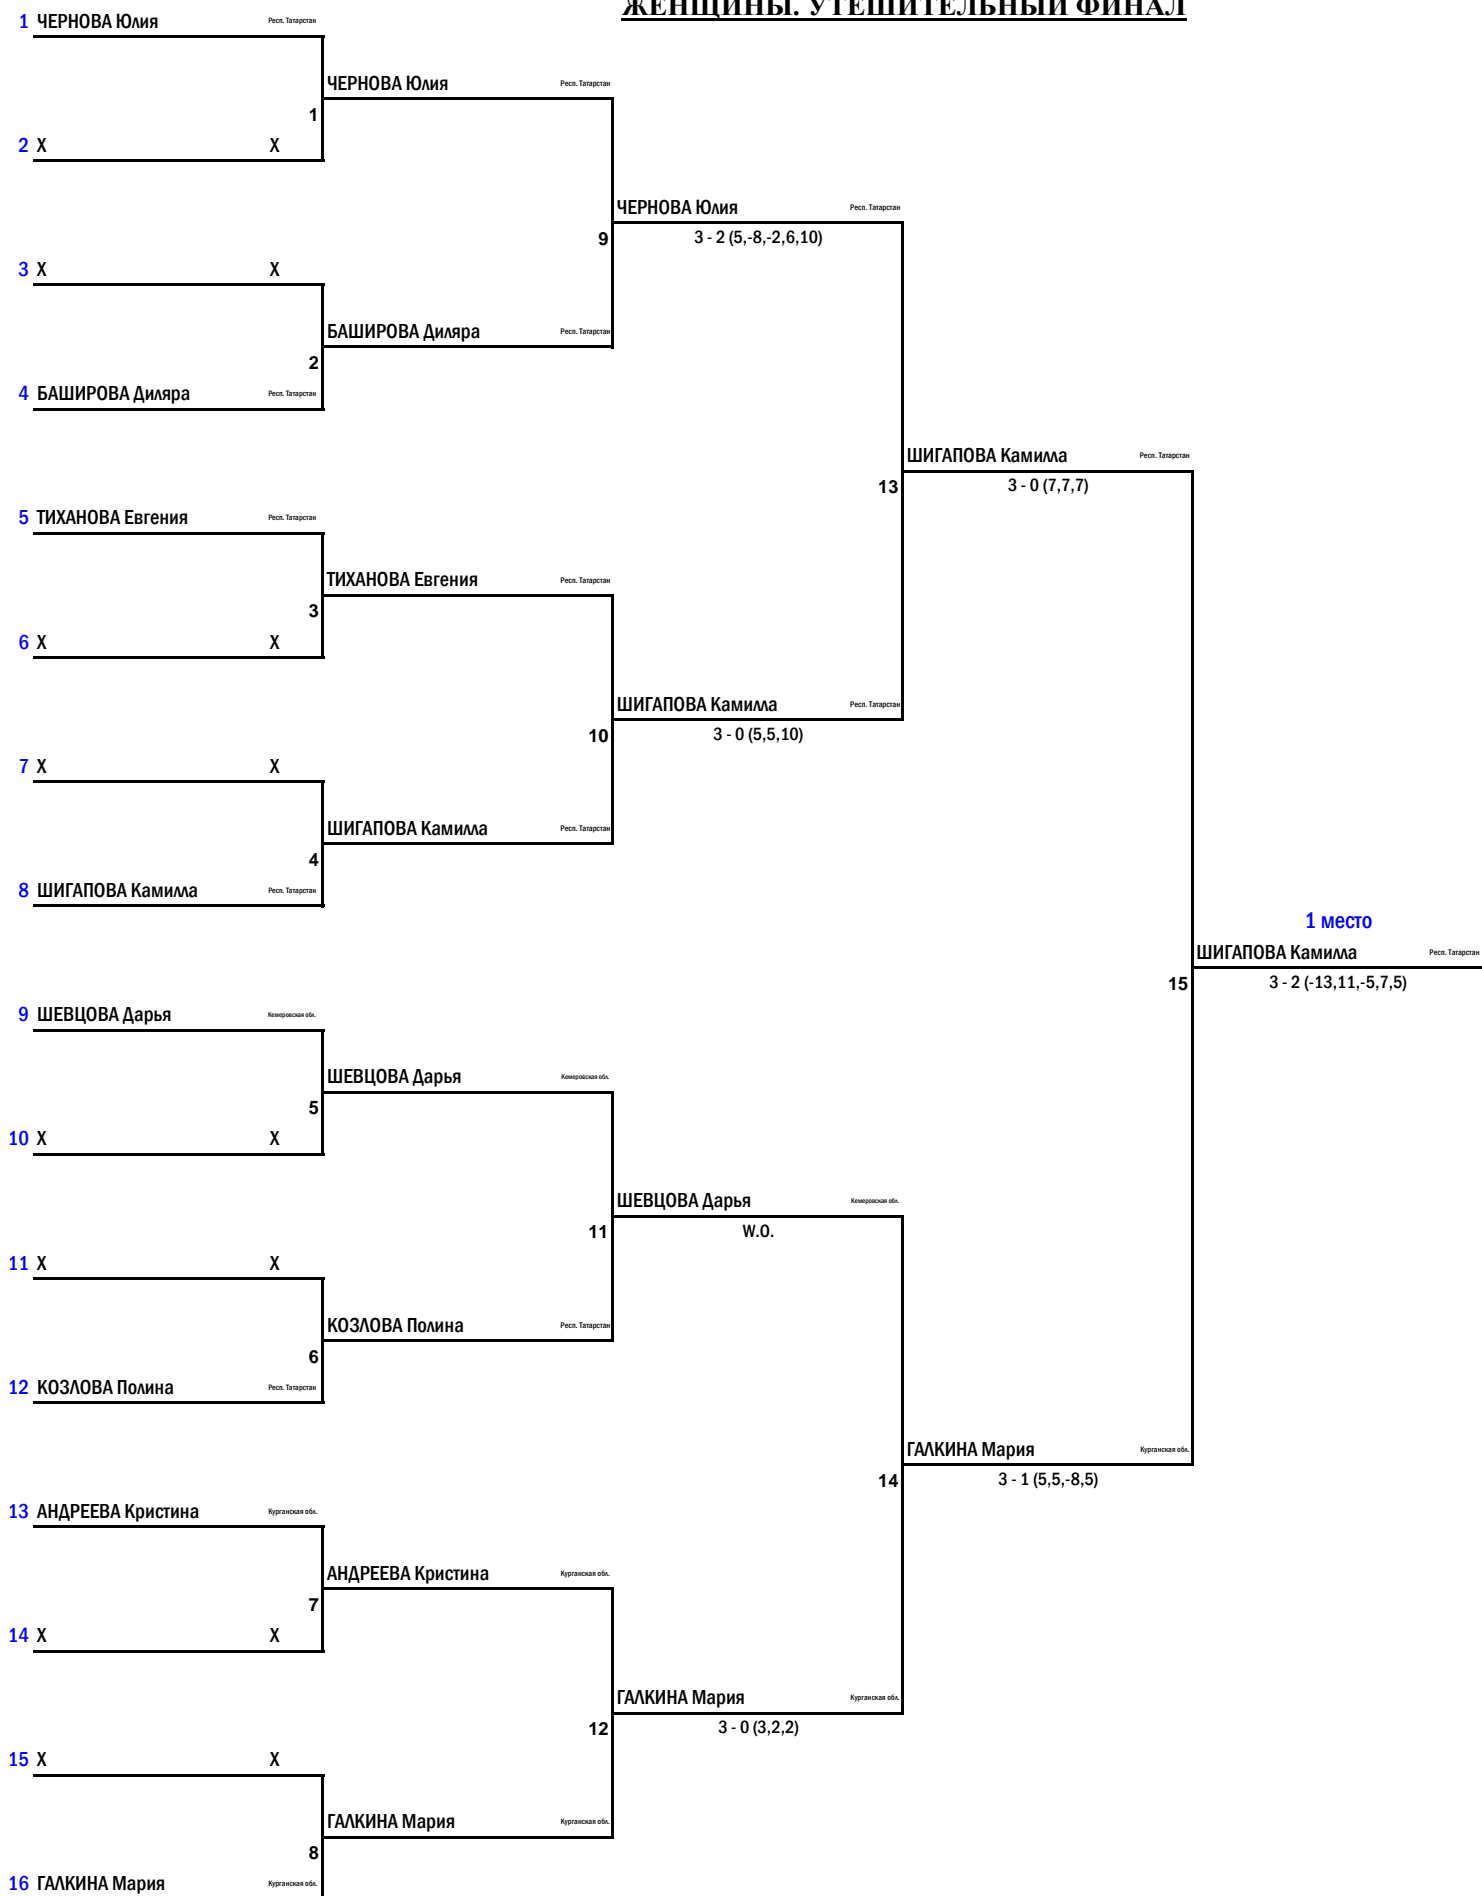 ЖЕНЩИНЫ. УТЕШИТЕЛЬНЫЙ ФИНАЛ
1 ЧЕРНОВА Юлия Респ. Татарстан
ЧЕРНОВА Юлия Респ. Татарстан
1
2 X X
ЧЕРНОВА Юлия Респ. Татарстан
9 3 - 2 (5,-8,-2,6,10)
3 X X
БАШИРОВА Диляра Респ. Татарстан
2
4 БАШИРОВА Диляра Респ. Татарстан
ШИГАПОВА Камилла Респ. Татарстан
13 3 - 0 (7,7,7)
5 ТИХАНОВА Евгения Респ. Татарстан
ТИХАНОВА Евгения Респ. Татарстан
3
6 X X
ШИГАПОВА Камилла Респ. Татарстан
10 3 - 0 (5,5,10)
7 X X
ШИГАПОВА Камилла Респ. Татарстан
4
8 ШИГАПОВА Камилла Респ. Татарстан
1 место
ШИГАПОВА Камилла Респ. Татарстан
15 3 - 2 (-13,11,-5,7,5)
9 ШЕВЦОВА Дарья Кемеровская обл.
ШЕВЦОВА Дарья Кемеровская обл.
5
10 X X
ШЕВЦОВА Дарья Кемеровская обл.
11 W.O.
11 X X
КОЗЛОВА Полина Респ. Татарстан
6
12 КОЗЛОВА Полина Респ. Татарстан
ГАЛКИНА Мария Курганская обл.
14 3 - 1 (5,5,-8,5)
13 АНДРЕЕВА Кристина Курганская обл.
АНДРЕЕВА Кристина Курганская обл.
7
14 X X
ГАЛКИНА Мария Курганская обл.
12 3 - 0 (3,2,2)
15 X X
ГАЛКИНА Мария Курганская обл.
8
16 ГАЛКИНА Мария Курганская обл.